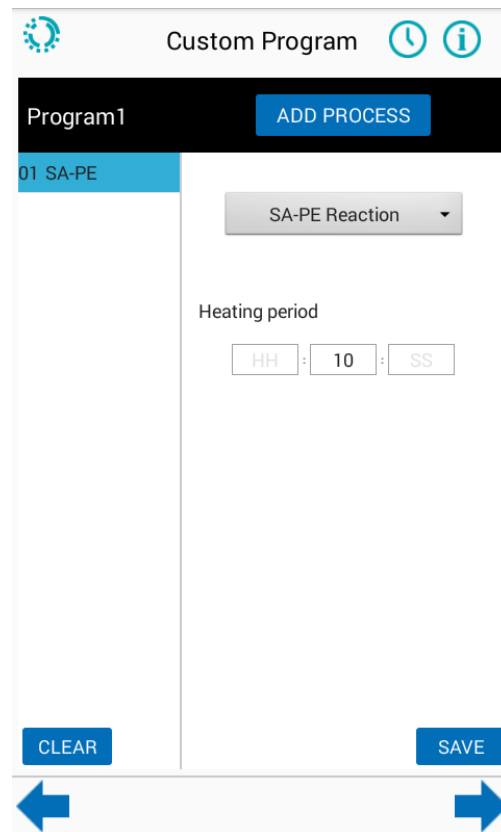 Custom Program
Program1
ADD PROCESS
01 SA-PE
SA-PE Reaction
Heating period
HH : 10 : SS
CLEAR
SAVE